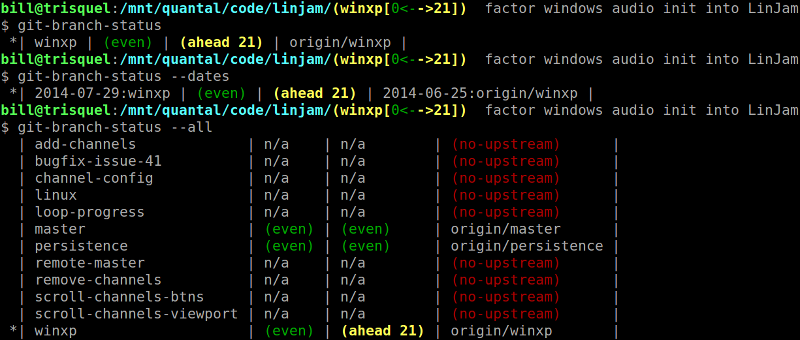 bill@trisquel:/mnt/quantal/code/linjam/(winxp[0<-->21])  factor windows audio init into LinJam
$ git-branch-status
 *| winxp | (even) | (ahead 21) | origin/winxp |
bill@trisquel:/mnt/quantal/code/linjam/(winxp[0<-->21])  factor windows audio init into LinJam
$ git-branch-status --dates
 *| 2014-07-29:winxp | (even) | (ahead 21) | 2014-06-25:origin/winxp |
bill@trisquel:/mnt/quantal/code/linjam/(winxp[0<-->21])  factor windows audio init into LinJam
$ git-branch-status --all
  | add-channels             | n/a    | n/a        | (no-upstream)      |
  | bugfix-issue-41          | n/a    | n/a        | (no-upstream)      |
  | channel-config           | n/a    | n/a        | (no-upstream)      |
  | linux                    | n/a    | n/a        | (no-upstream)      |
  | loop-progress            | n/a    | n/a        | (no-upstream)      |
  | master                   | (even) | (even)     | origin/master      |
  | persistence              | (even) | (even)     | origin/persistence |
  | remote-master            | n/a    | n/a        | (no-upstream)      |
  | remove-channels          | n/a    | n/a        | (no-upstream)      |
  | scroll-channels-btns     | n/a    | n/a        | (no-upstream)      |
  | scroll-channels-viewport | n/a    | n/a        | (no-upstream)      |
 *| winxp                    | (even) | (ahead 21) | origin/winxp       |